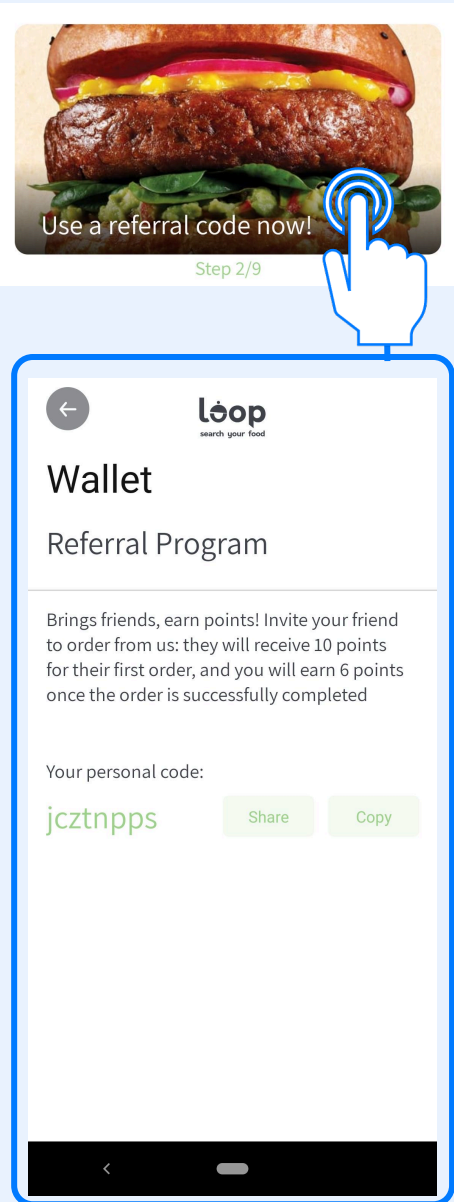 Use a referral code now!
Step 2/9
loop
search your food
Wallet
Referral Program
Brings friends, earn points! Invite your friend
to order from us: they will receive 10 points
for their first order, and you will earn 6 points
once the order is successfully completed
Your personal code:
jcztnpps
Share
Copy